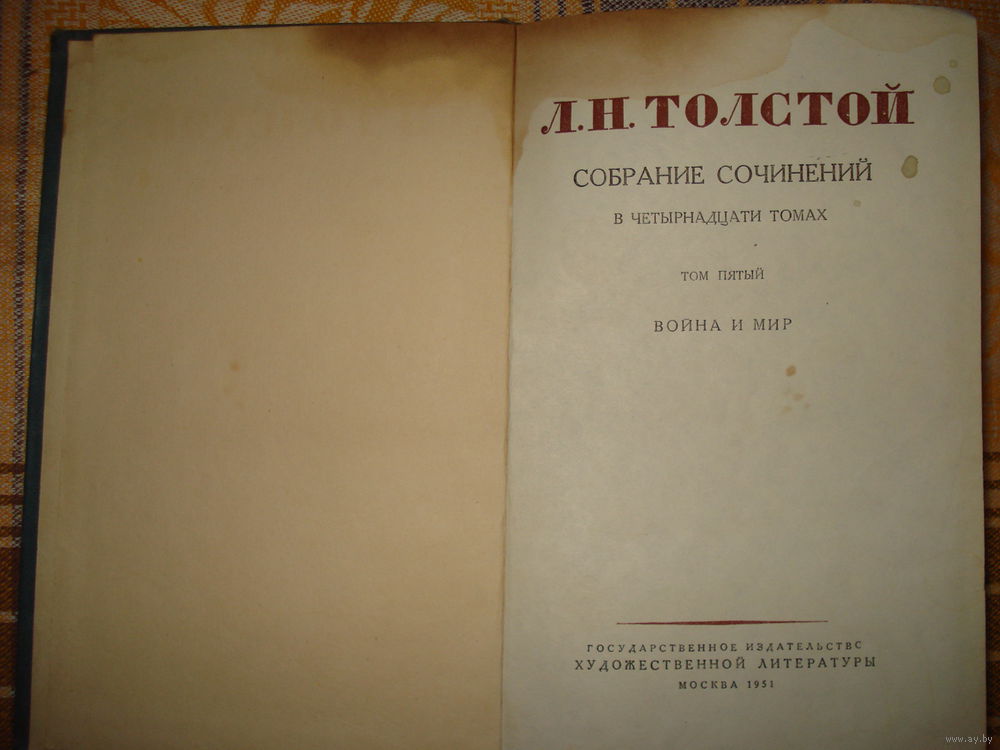 Л.Н.ТОЛСТОЙ
СОБРАНИЕ СОЧИНЕНИЙ
В ЧЕТЫРНАДЦАТИ ТОМАХ
ТОМ ПЯТЫЙ
ВОЙНА И МИР
ГОСУДАРСТВЕННОЕ ИЗДАТЕЛЬСТВО
ХУДОЖЕСТВЕННОЙ ЛИТЕРАТУРЫ
МОСКВА 1951
www.ay.by